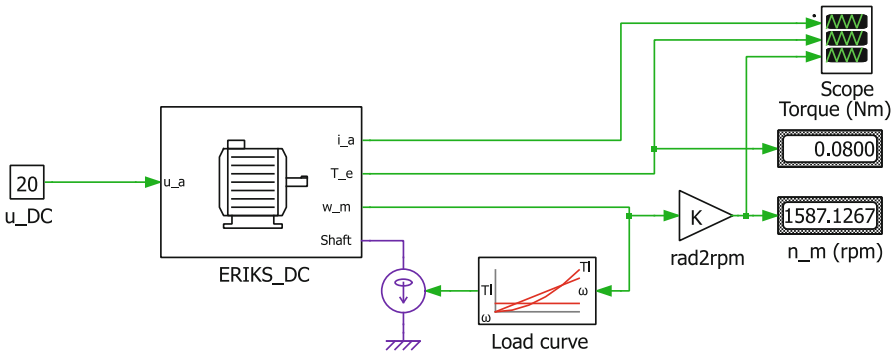 Scope
Torque (Nm)
i_a
0.0800
T_e
20
u_a
w_m
K
1587.1267
u_DC
Shaft
rad2rpm
n_m (rpm)
ERIKS_DC
Tl
Tl
ω
ω
Load curve